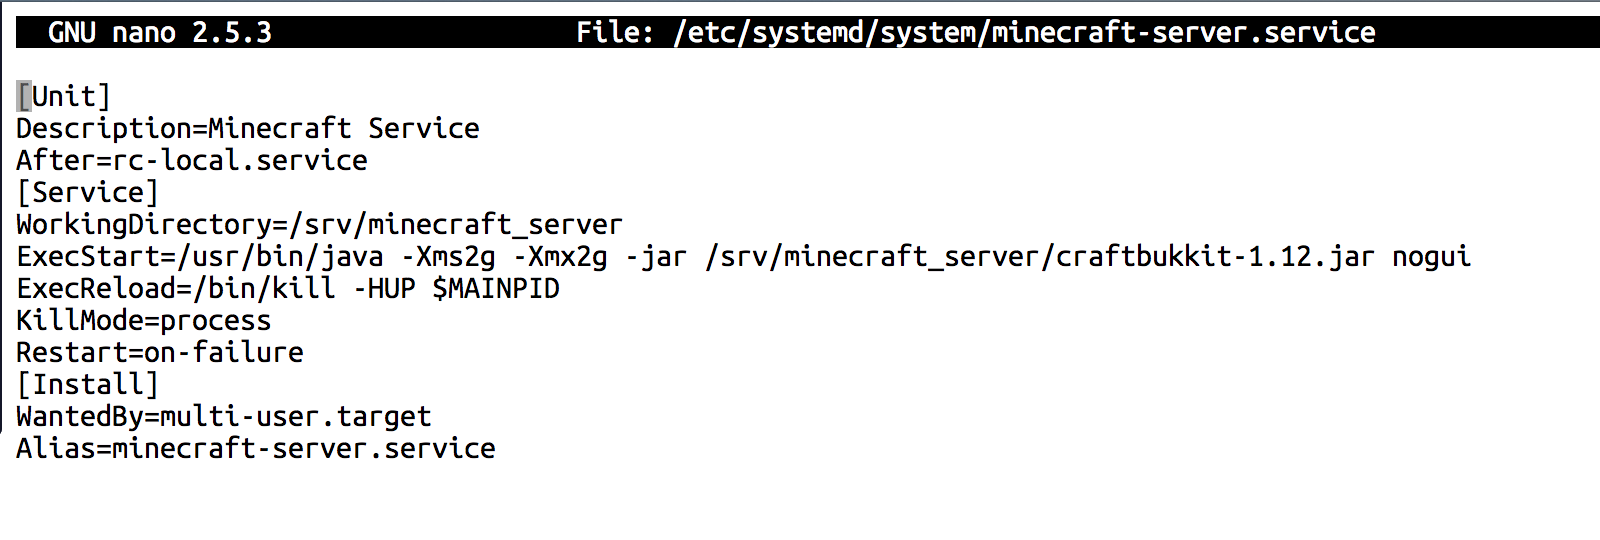 GNU nano 2.5.3 File: /etc/systemd/system/minecraft-server.service
[Unit]
Description=Minecraft Service
After=rc-local.service
[Service]
WorkingDirectory=/srv/minecraft_server
ExecStart=/usr/bin/java -Xms2g -Xmx2g -jar /srv/minecraft_server/craftbukkit-1.12.jar nogui
ExecReload=/bin/kill -HUP $MAINPID
KillMode=process
Restart=on-failure
[Install]
WantedBy=multi-user.target
Alias=minecraft-server.service